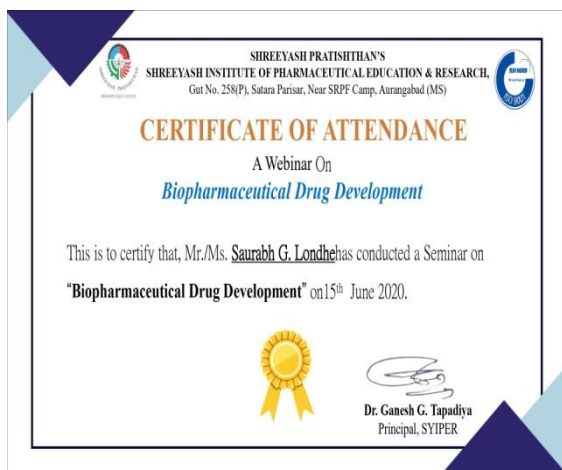 SHREEYASH PRATISHTHAN'S
SHREEYASH INSTITUTE OF PHARMACEUTICAL EDUCATION & RESEARCH,
Gut No. 258(P), Satara Parisar, Near SRPF Camp, Aurangabad (MS)
CERTIFICATE OF ATTENDANCE
A Webinar On
Biopharmaceutical Drug Development
This is to certify that, Mr./Ms. Saurabh G. Londhehas conducted a Seminar on
"Biopharmaceutical Drug Development" on15th June 2020.
Dr. Ganesh G. Tapadiya
Principal, SYIPER
ISO 9001